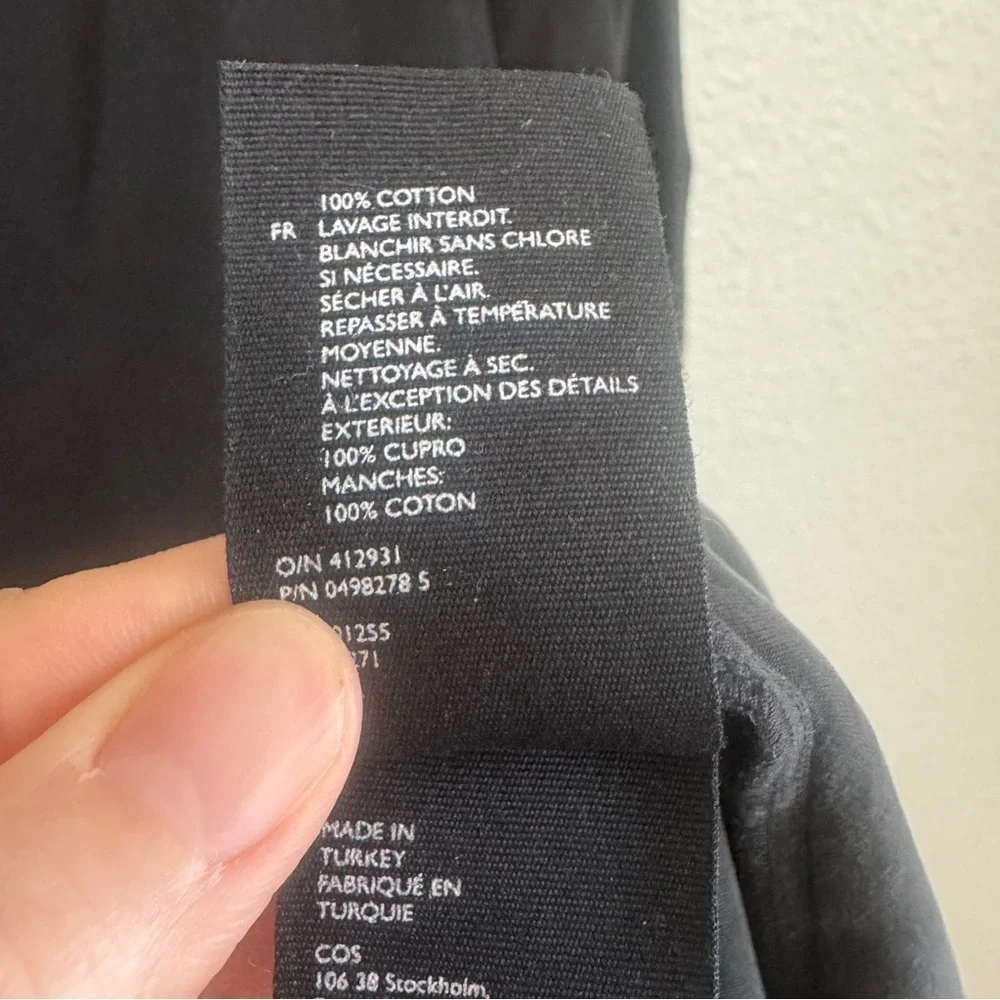 100% COTTON
FR LAVAGE INTERDIT.
BLANCHIR SANS CHLORE
SI NÉCESSAIRE.
SÉCHER À L'AIR.
REPASSER À TEMPÉRATURE
MOYENNE.
NETTOYAGE À SEC.
À L'EXCEPTION DES DÉTAILS
EXTERIEUR:
100% CUPRO
MANCHES:
100% COTON
O/N 412931
P/N 0498278 S
1255
71
MADE IN
TURKEY
FABRIQUÉ EN
TURQUIE
COS
106 38 Stockholm,